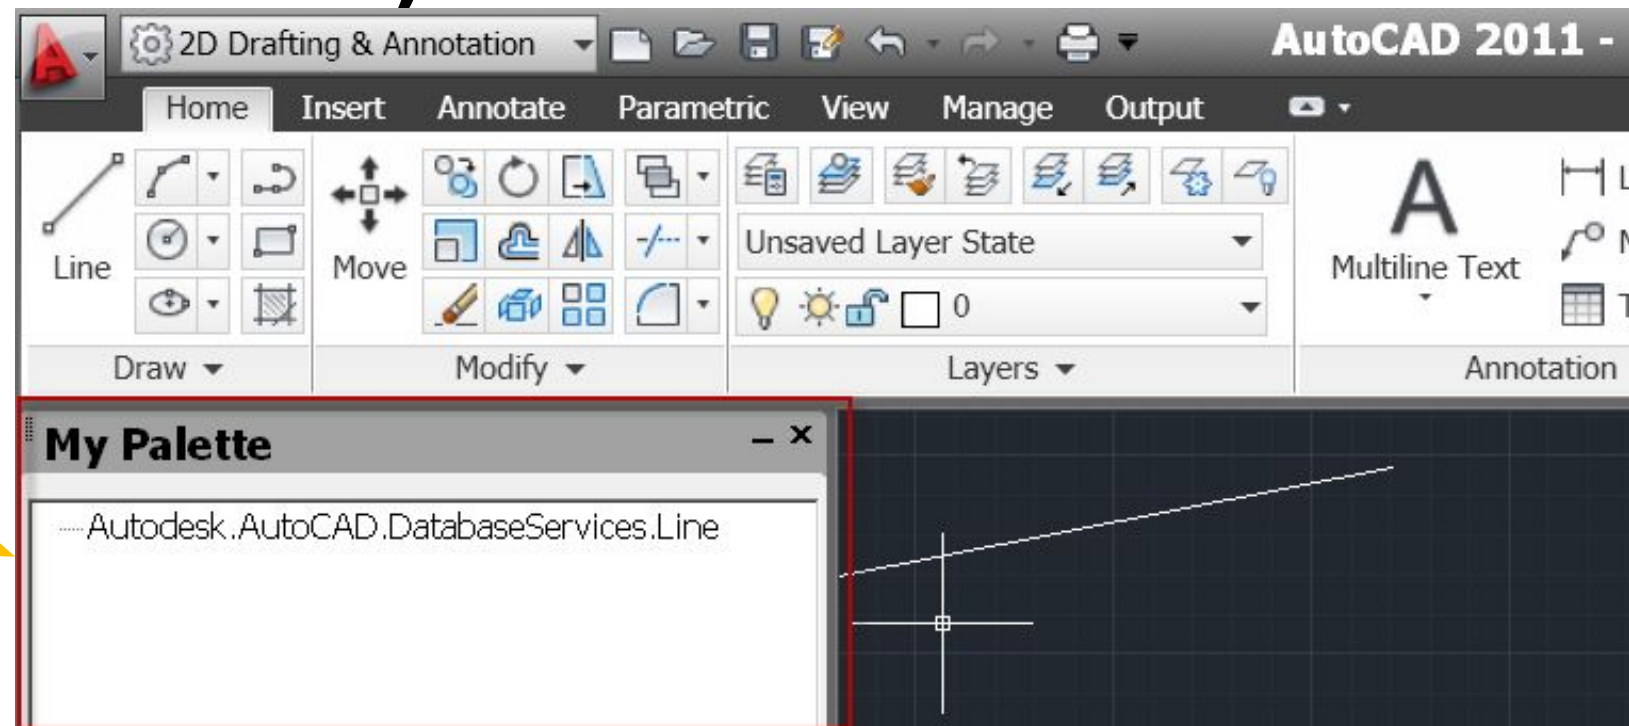 2D Drafting & Annotation
AutoCAD 2011 -
Home Insert Annotate Parametric View Manage Output
Line
Move
Unsaved Layer State
0
Multiline Text
L
T
Draw
Modify
Layers
Annotation
My Palette
Autodesk.AutoCAD.DatabaseServices.Line